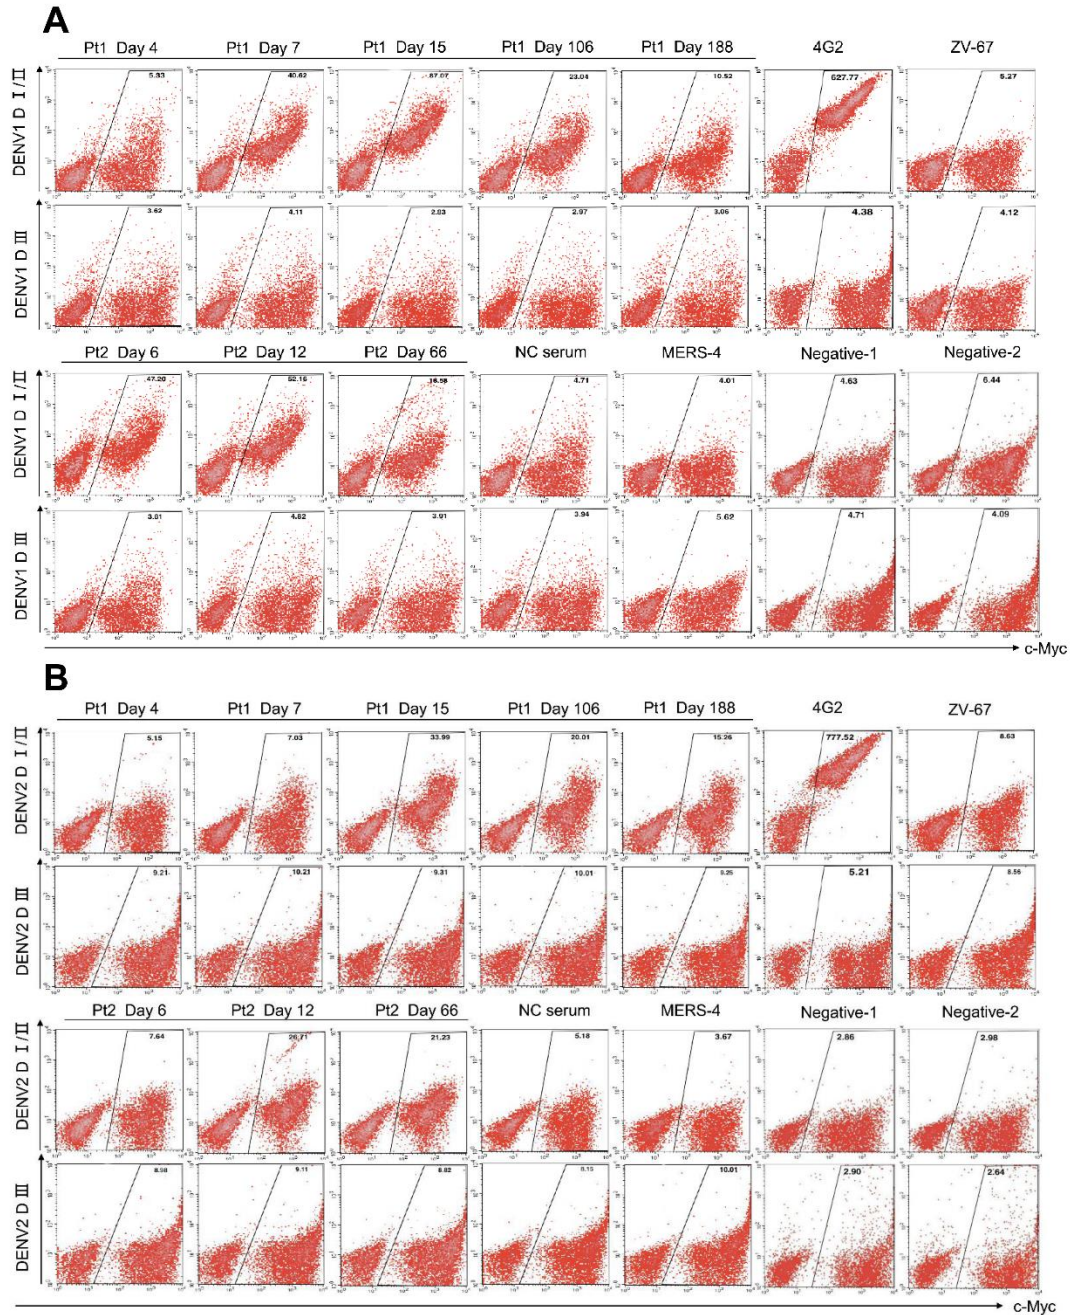 A
Pt1 Day 4 Pt1 Day 7 Pt1 Day 15 Pt1 Day 106 Pt1 Day 188 4G2 ZV-67
DENV1 D I/II
5.33 40.62 87.07 23.04 10.52 627.77 5.27
DENV1 D III
3.62 4.11 2.83 2.97 3.06 4.38 4.12
Pt2 Day 6 Pt2 Day 12 Pt2 Day 66 NC serum MERS-4 Negative-1 Negative-2
DENV1 D I/II
47.20 52.16 16.58 4.71 4.01 4.63 6.44
DENV1 D III
3.81 4.62 3.91 3.94 5.62 4.71 4.09
c-Myc
B
Pt1 Day 4 Pt1 Day 7 Pt1 Day 15 Pt1 Day 106 Pt1 Day 188 4G2 ZV-67
DENV2 D I/II
5.15 7.03 33.99 20.01 15.26 777.52 8.63
DENV2 D III
9.21 10.21 9.31 10.01 5.21 8.56
Pt2 Day 6 Pt2 Day 12 Pt2 Day 66 NC serum MERS-4 Negative-1 Negative-2
DENV2 D I/II
7.64 26.71 21.23 5.18 3.67 2.86 2.98
DENV2 D III
8.58 9.11 8.82 10.01 2.90 2.64
c-Myc